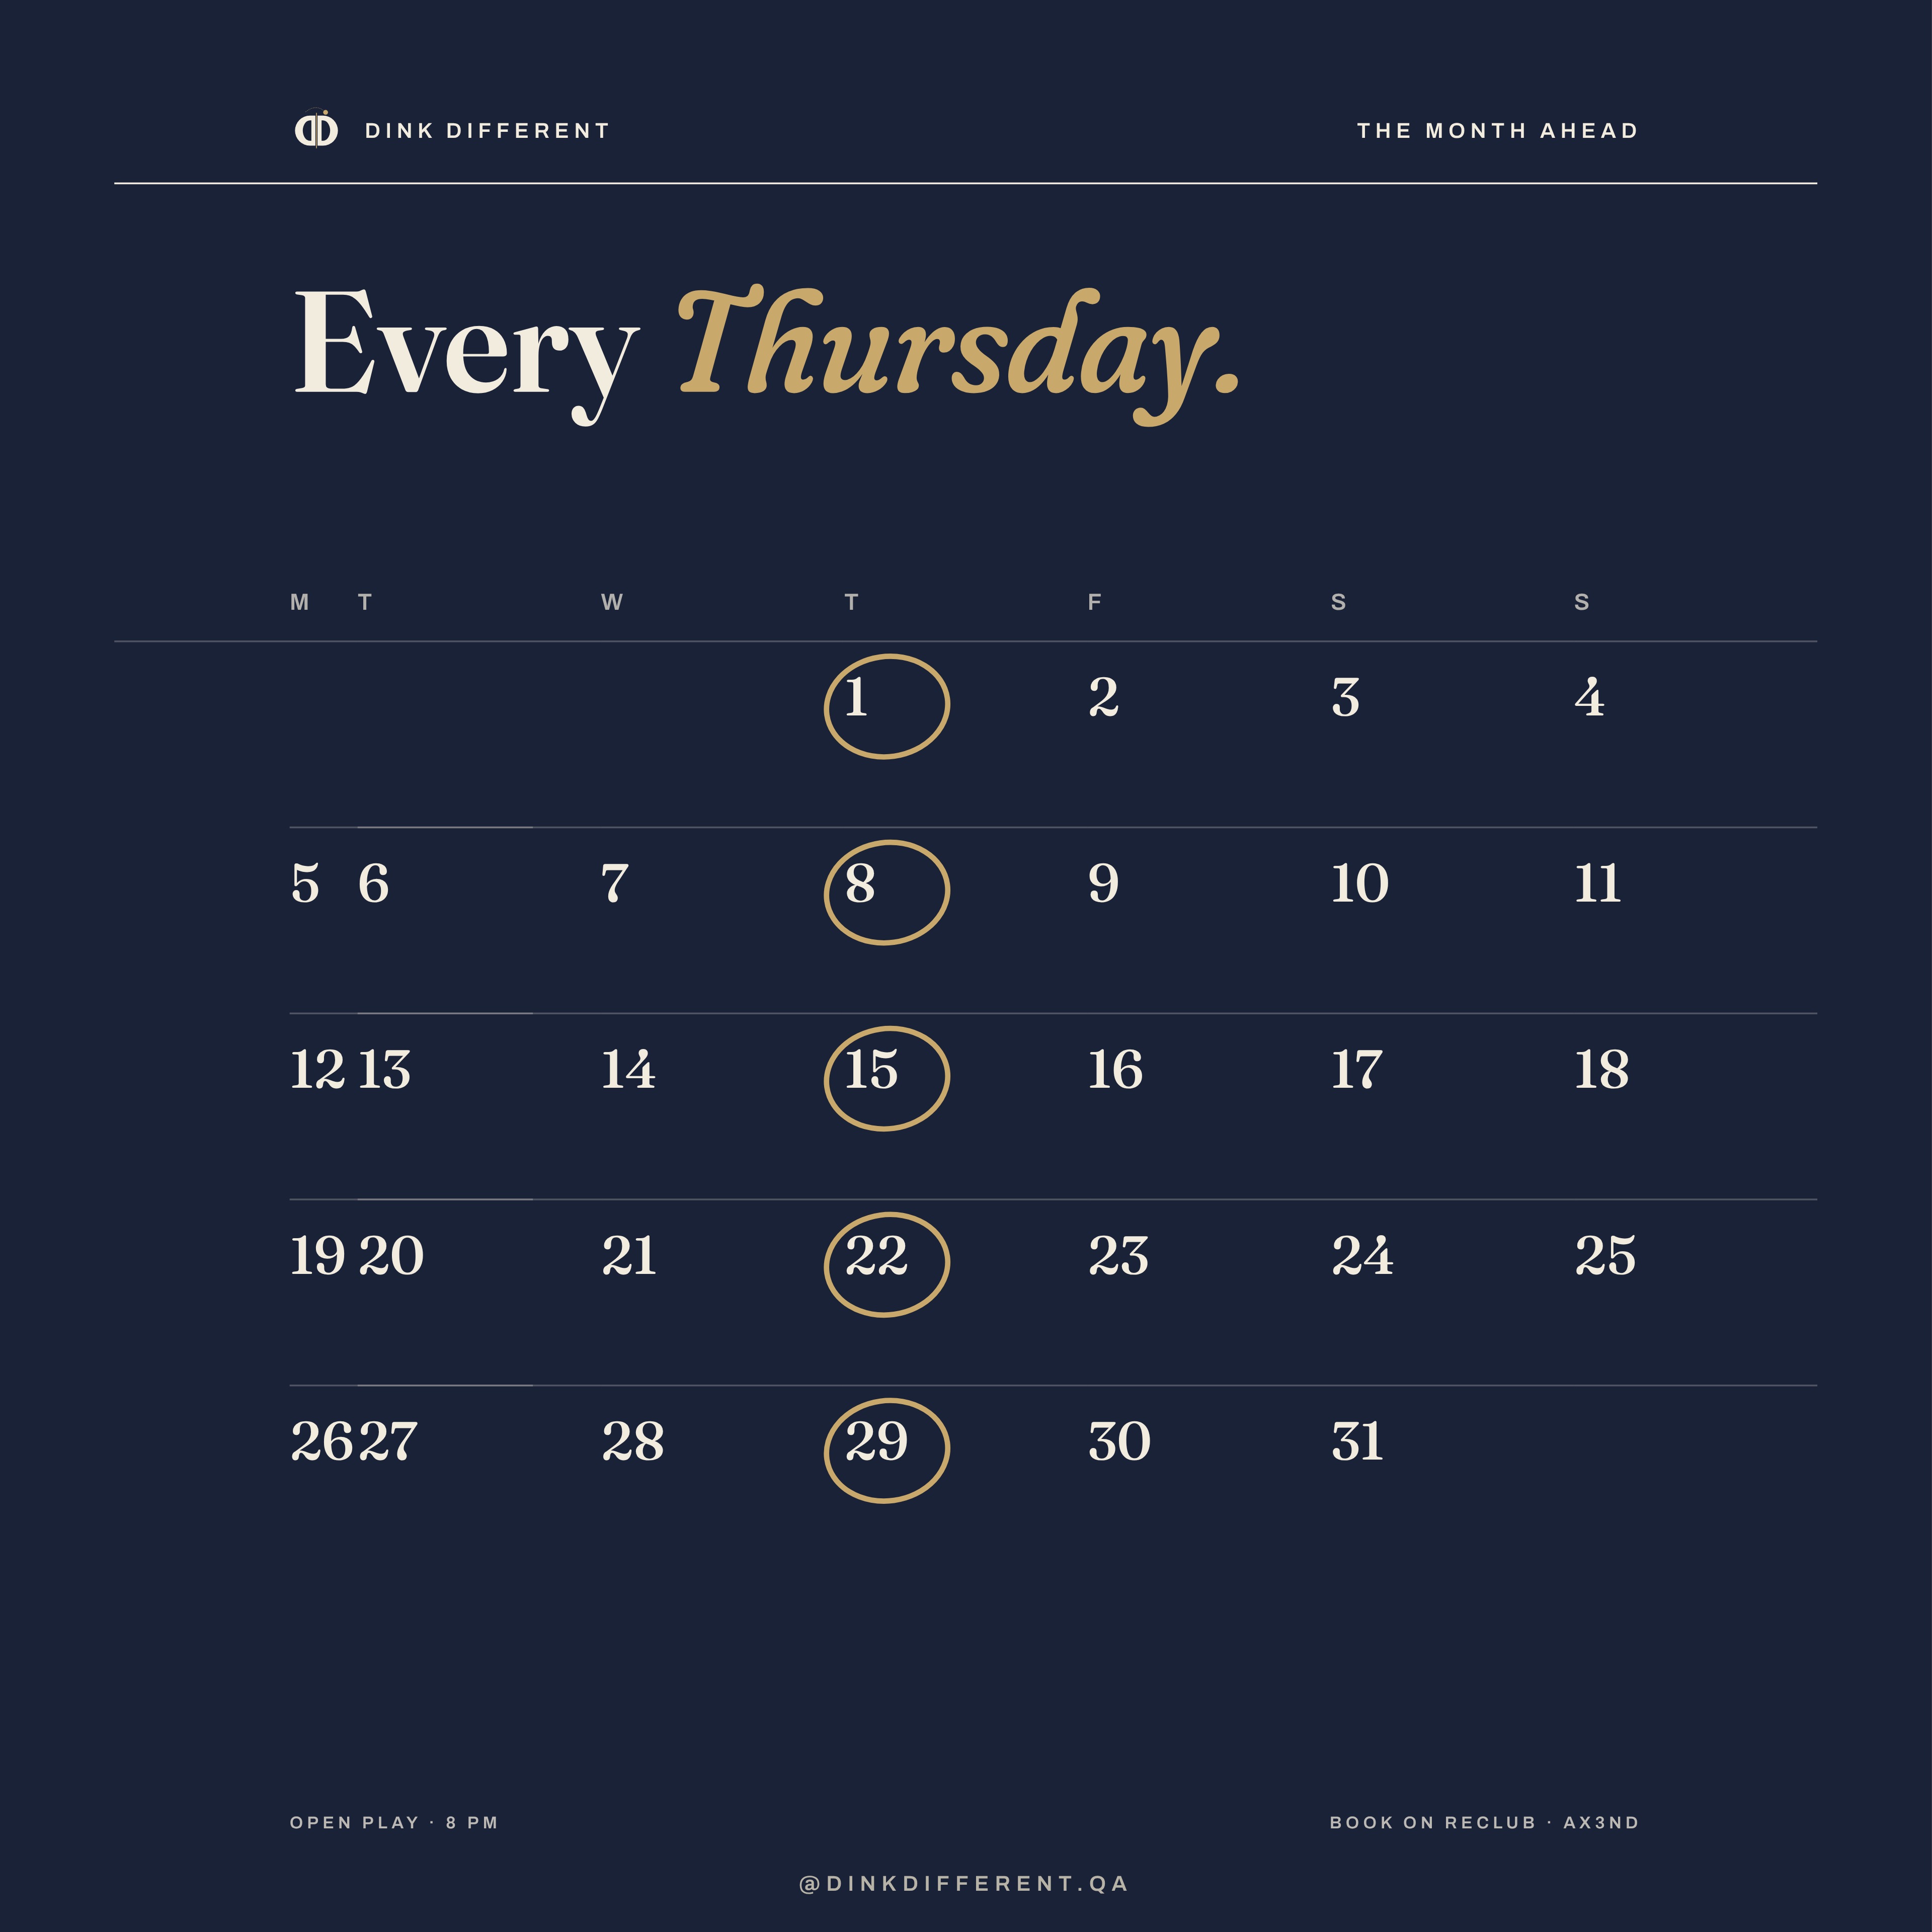 DINK DIFFERENT THE MONTH AHEAD
Every Thursday.
M T W T F S S
1 2 3 4
5 6 7 8 9 10 11
12 13 14 15 16 17 18
19 20 21 22 23 24 25
26 27 28 29 30 31
OPEN PLAY · 8 PM BOOK ON RECLUB · AX3ND
@DINKDIFFERENT.QA